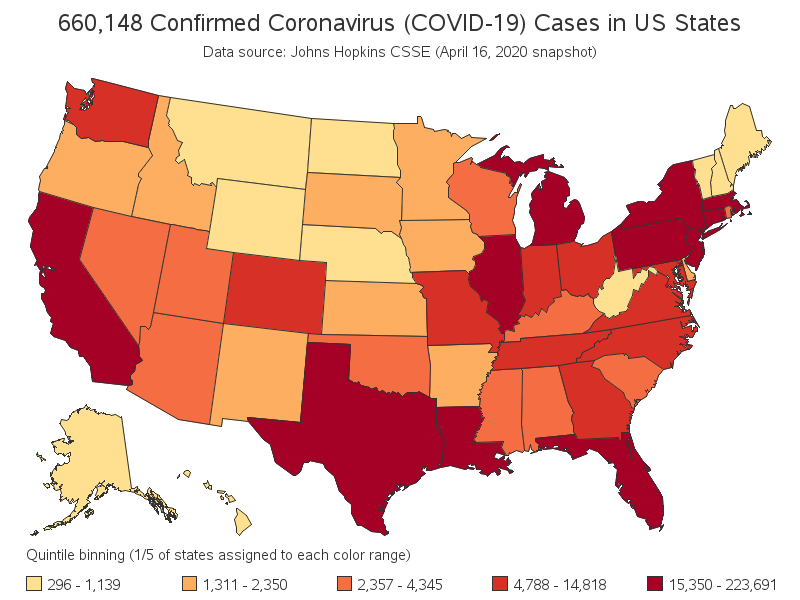 660,148 Confirmed Coronavirus (COVID-19) Cases in US States
Data source: Johns Hopkins CSSE (April 16, 2020 snapshot)
Quintile binning (1/5 of states assigned to each color range)
296 - 1,139 1,311 - 2,350 2,357 - 4,345 4,788 - 14,818 15,350 - 223,691